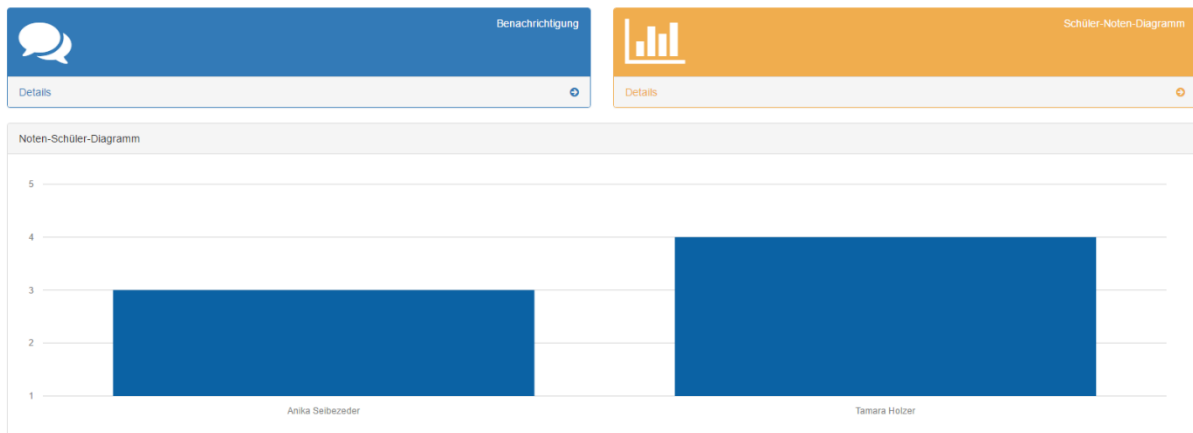 Benachrichtigung
Details
Schüler-Noten-Diagramm
Details
Noten-Schüler-Diagramm
5
4
3
2
1
Anika Seibezeder
Tamara Holzer